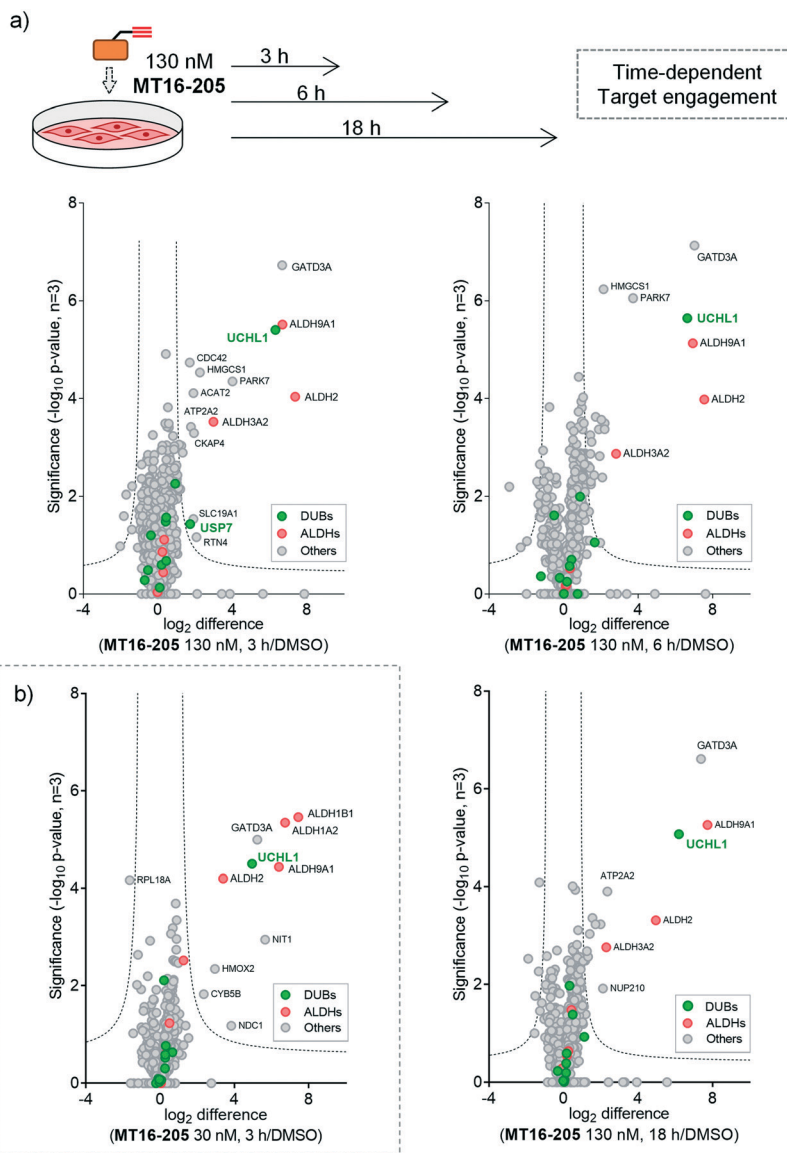 a)
130 nM
MT16-205
3 h
6 h
18 h
Time-dependent
Target engagement
8
6
4
2
0
-4
0
4
8
Significance (-log10 p-value, n=3)
GATD3A
ALDH9A1
UCHL1
CDC42
HMGCS1
PARK7
ACAT2
ALDH2
ATP2A2
ALDH3A2
CKAP4
SLC19A1
USP7
RTN4
DUBs
ALDHs
Others
log2 difference
(MT16-205 130 nM, 3 h/DMSO)
8
6
4
2
0
-4
0
4
8
Significance (-log10 p-value, n=3)
GATD3A
HMGCS1
PARK7
UCHL1
ALDH9A1
ALDH2
ALDH3A2
DUBs
ALDHs
Others
log2 difference
(MT16-205 130 nM, 6 h/DMSO)
b)
8
6
4
2
0
-4
0
4
8
Significance (-log10 p-value, n=3)
ALDH1B1
GATD3A
ALDH1A2
UCHL1
RPL18A
ALDH2
ALDH9A1
NIT1
HMOX2
CYB5B
NDC1
DUBs
ALDHs
Others
log2 difference
(MT16-205 30 nM, 3 h/DMSO)
8
6
4
2
0
-4
0
4
8
Significance (-log10 p-value, n=3)
GATD3A
ALDH9A1
UCHL1
ATP2A2
ALDH2
ALDH3A2
NUP210
DUBs
ALDHs
Others
log2 difference
(MT16-205 130 nM, 18 h/DMSO)